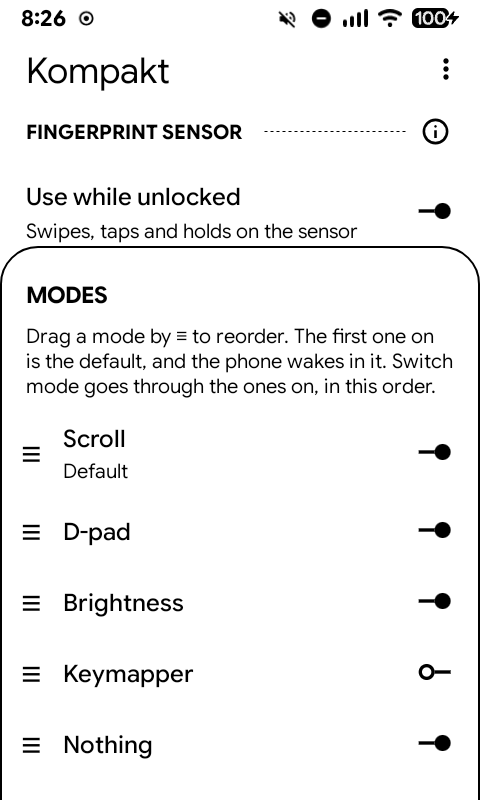 8:26
100
Kompakt
FINGERPRINT SENSOR
Use while unlocked
Swipes, taps and holds on the sensor
MODES
Drag a mode by ≡ to reorder. The first one on
is the default, and the phone wakes in it. Switch
mode goes through the ones on, in this order.
Scroll
Default
D-pad
Brightness
Keymapper
Nothing